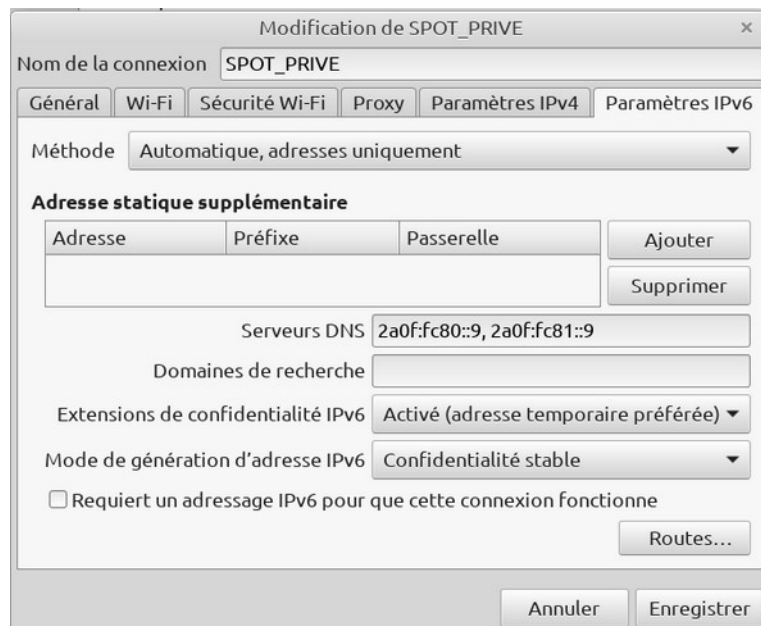 Modification de SPOT_PRIVE ×
Nom de la connexion SPOT_PRIVE
Général Wi-Fi Sécurité Wi-Fi Proxy Paramètres IPv4 Paramètres IPv6
Méthode Automatique, adresses uniquement
Adresse statique supplémentaire
Adresse Préfixe Passerelle Ajouter
Supprimer
Serveurs DNS 2a0f:fc80::9, 2a0f:fc81::9
Domaines de recherche
Extensions de confidentialité IPv6 Activé (adresse temporaire préférée)
Mode de génération d'adresse IPv6 Confidentialité stable
Requiert un adressage IPv6 pour que cette connexion fonctionne
Routes…
Annuler Enregistrer